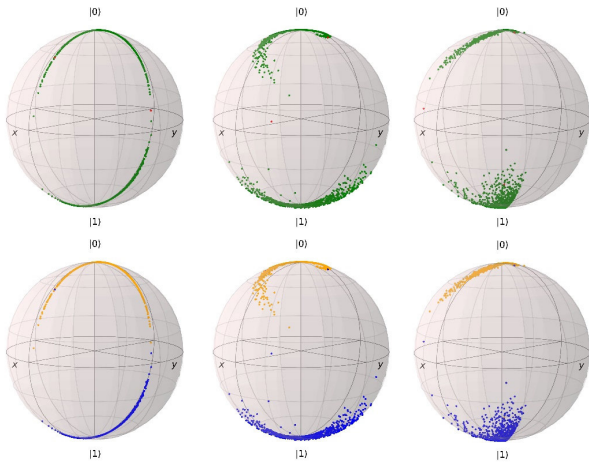 |0⟩ |0⟩ |0⟩
x y x y x y
|1⟩ |1⟩ |1⟩
|0⟩ |0⟩ |0⟩
x y x y x y
|1⟩ |1⟩ |1⟩